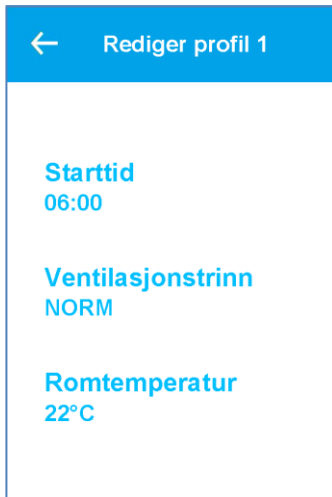 Rediger profil 1
Starttid
06:00
Ventilasjonstrinn
NORM
Romtemperatur
22°C